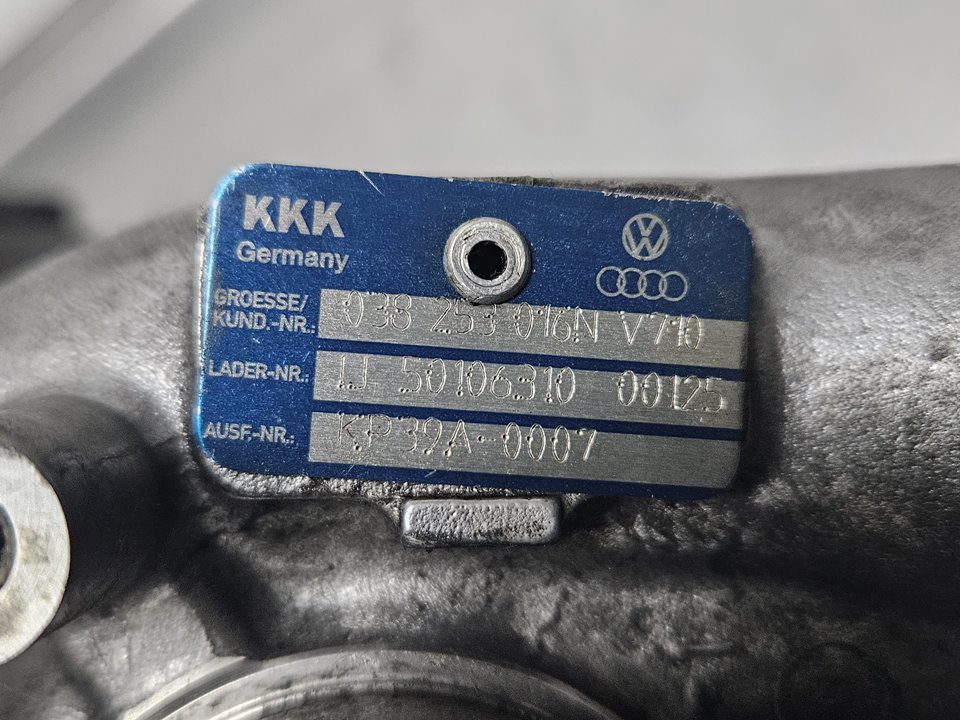 KKK
Germany
GROESSE/
KUND.-NR.: 038 253 016N V710
LADER-NR.: 50106310 00125
AUSF.-NR.: KP39A-0007